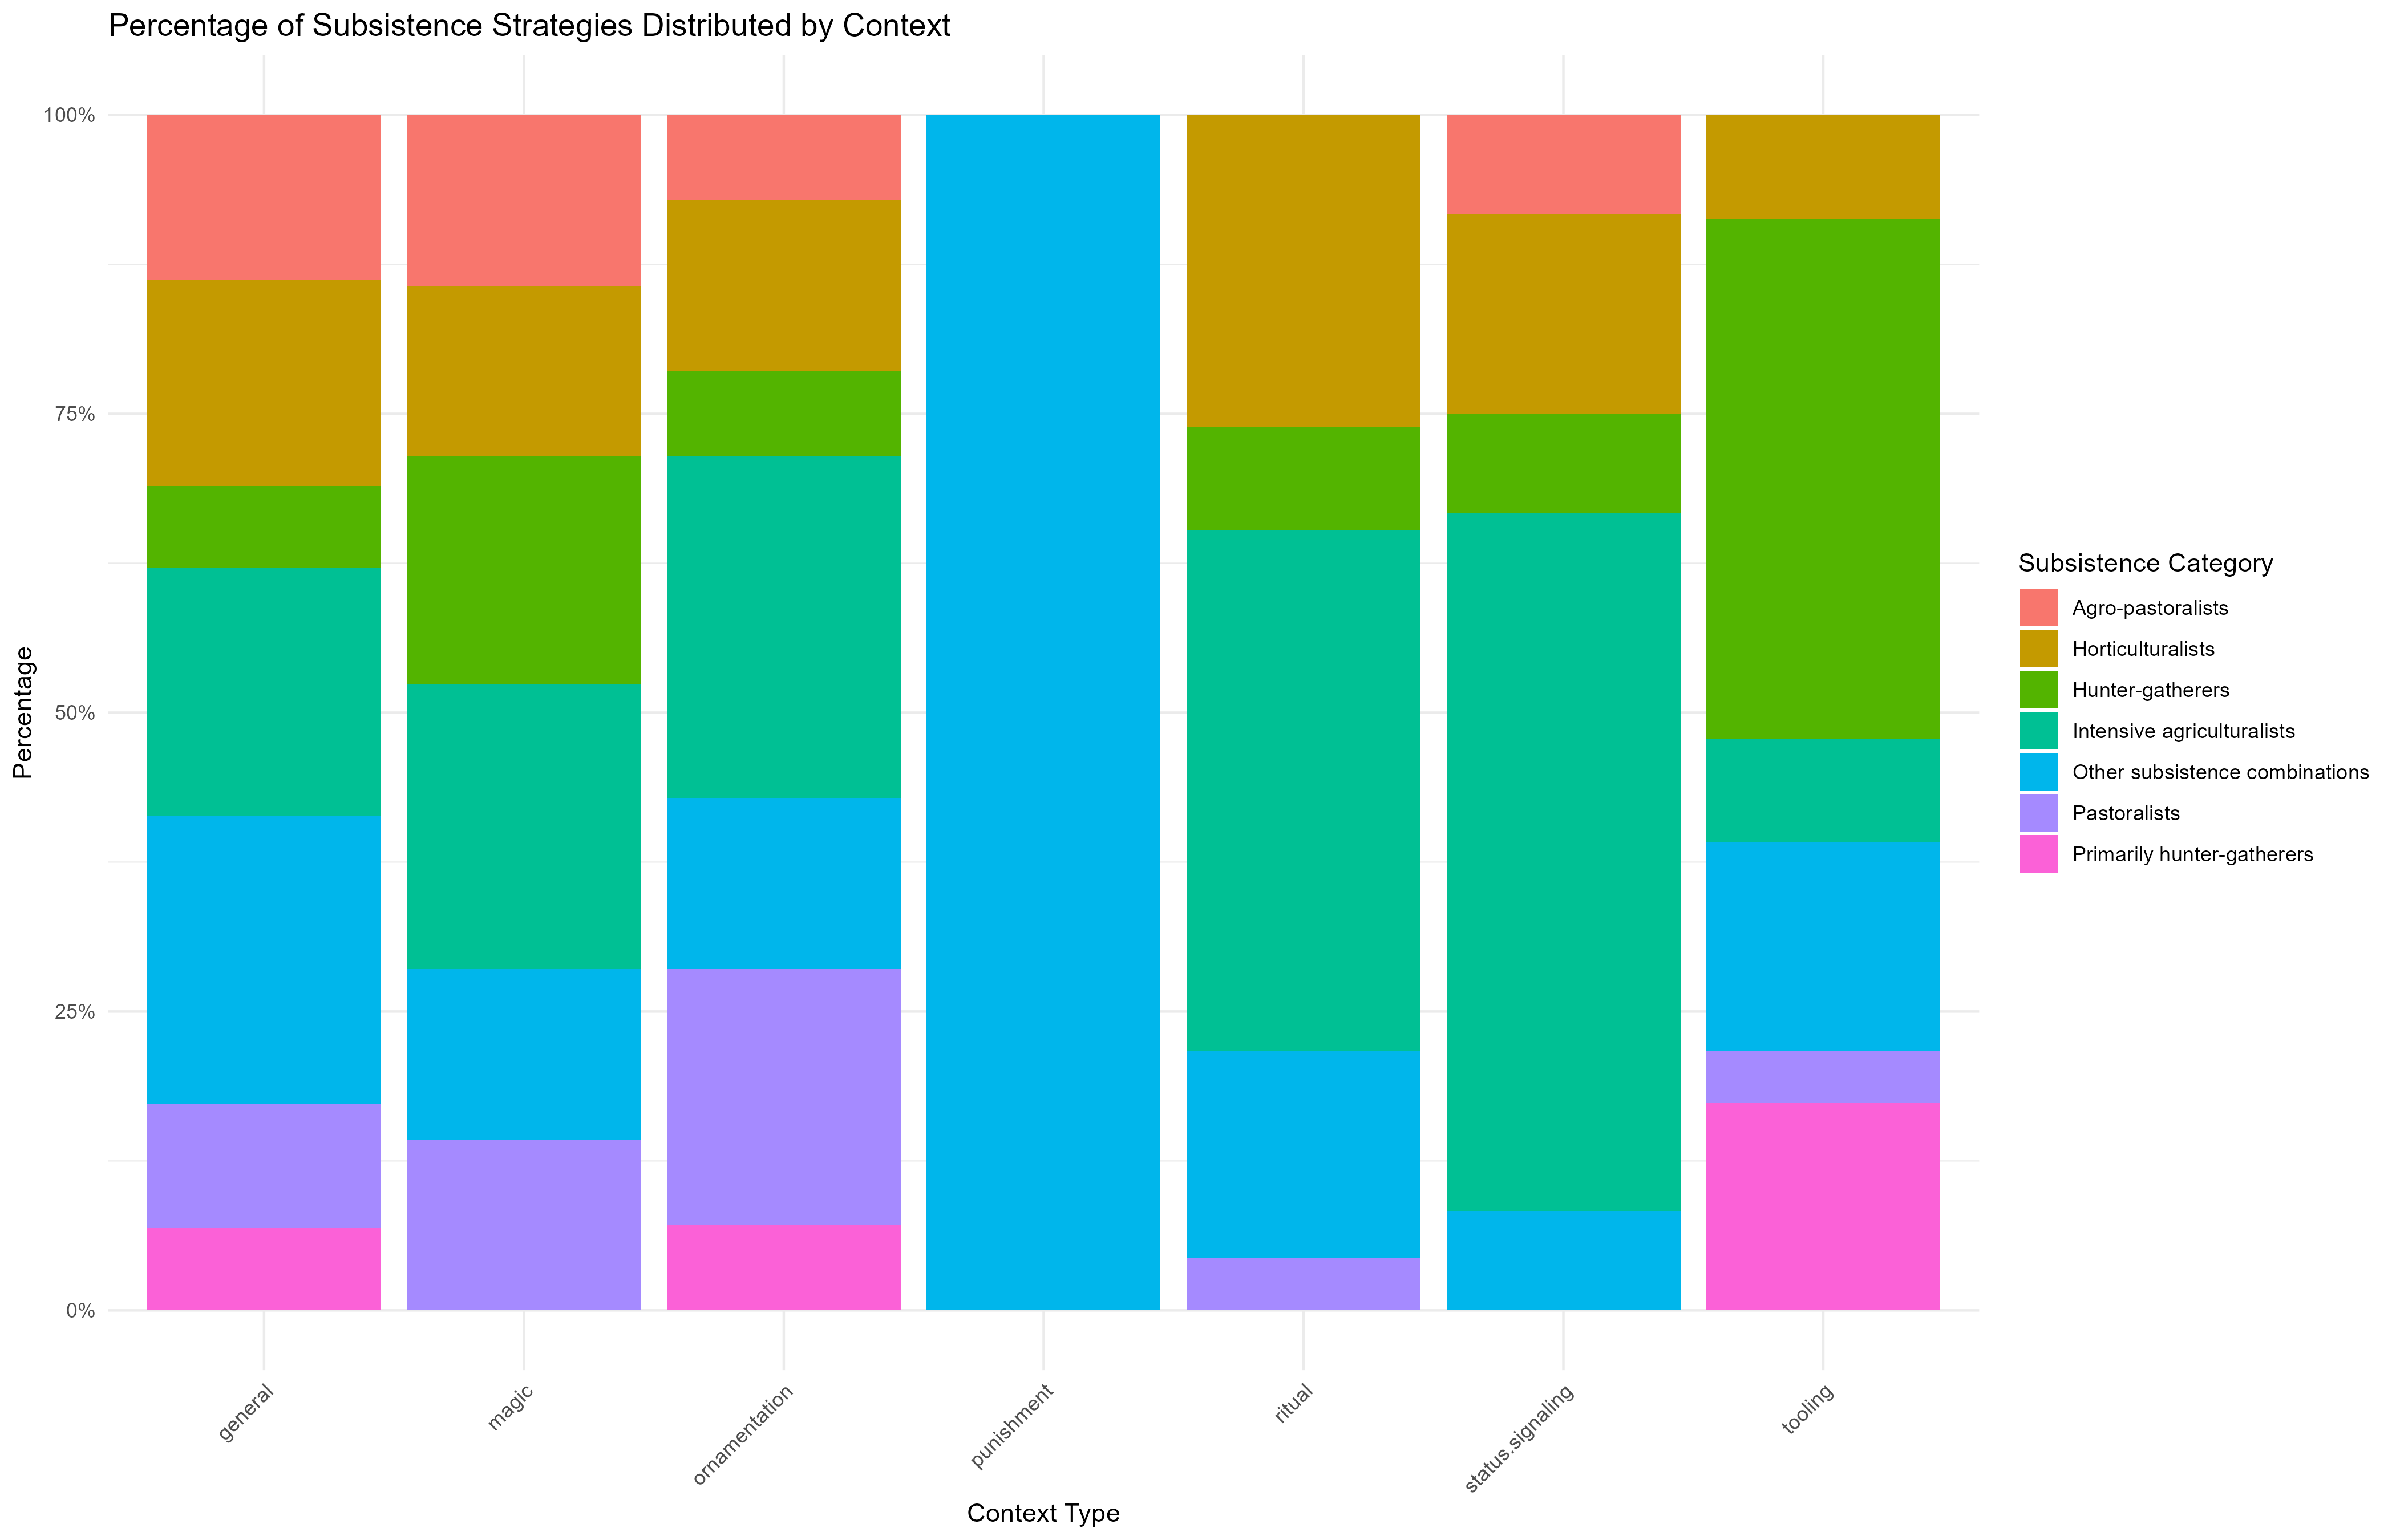 Percentage of Subsistence Strategies Distributed by Context
Percentage
100%
75%
50%
25%
0%
general
magic
ornamentation
punishment
ritual
status.signaling
tooling
Context Type
Subsistence Category
Agro-pastoralists
Horticulturalists
Hunter-gatherers
Intensive agriculturalists
Other subsistence combinations
Pastoralists
Primarily hunter-gatherers